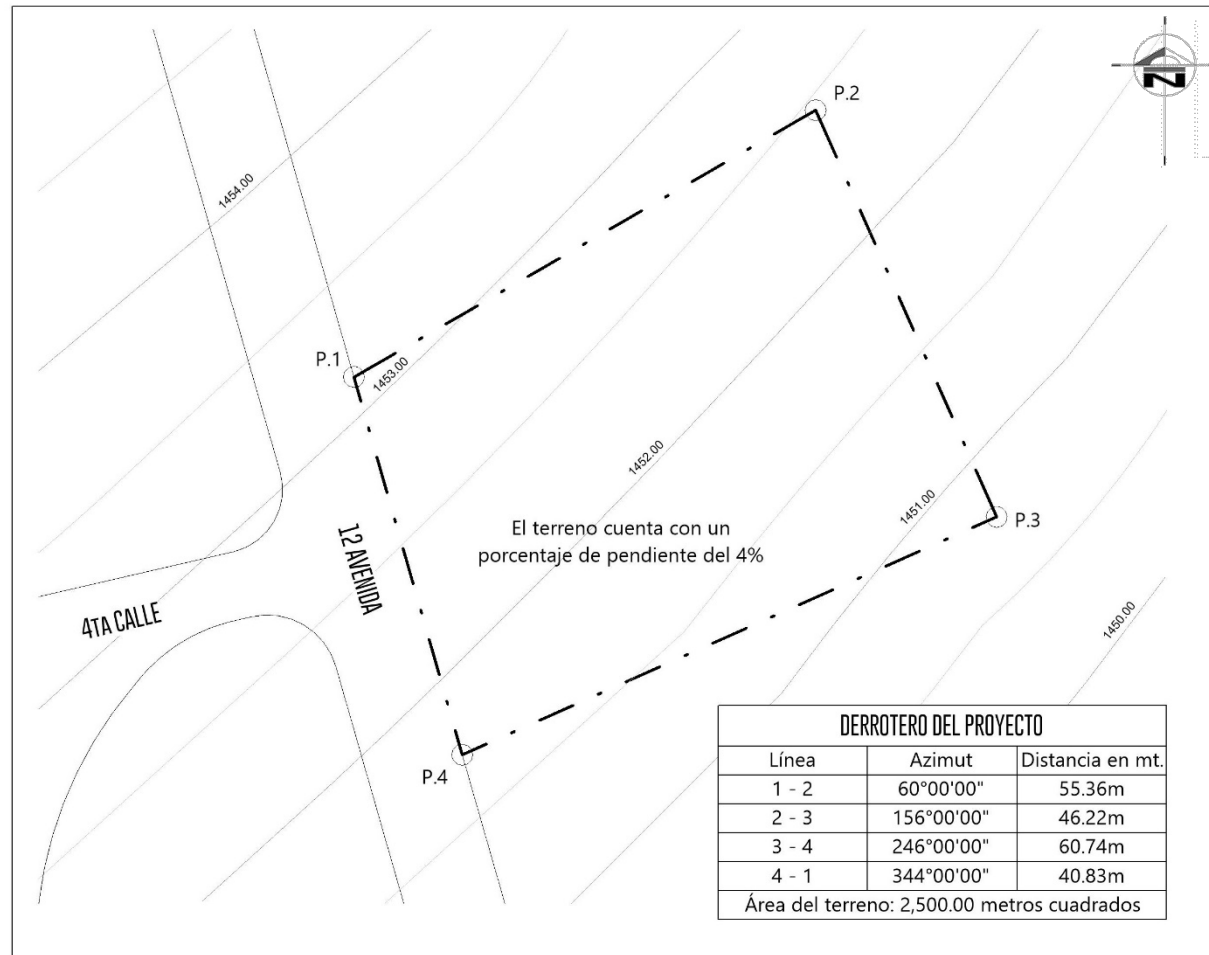 N
P.2
1454.00
P.1
1453.00
1452.00
1451.00
P.3
El terreno cuenta con un
porcentaje de pendiente del 4%
12 AVENIDA
4TA CALLE
1450.00
P.4
DERROTERO DEL PROYECTO
Línea Azimut Distancia en mt.
1 - 2 60°00'00" 55.36m
2 - 3 156°00'00" 46.22m
3 - 4 246°00'00" 60.74m
4 - 1 344°00'00" 40.83m
Área del terreno: 2,500.00 metros cuadrados